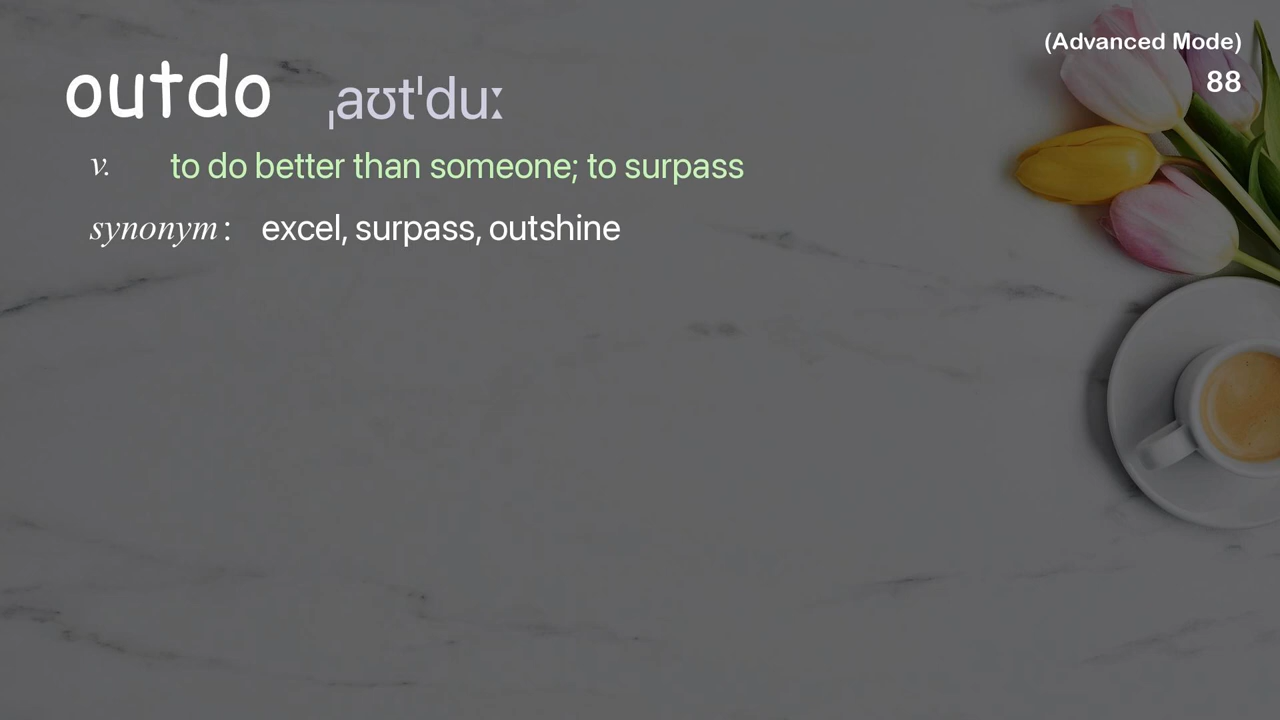 (Advanced Mode)
88
outdo ˌaʊtˈduː
v. to do better than someone; to surpass
synonym: excel, surpass, outshine